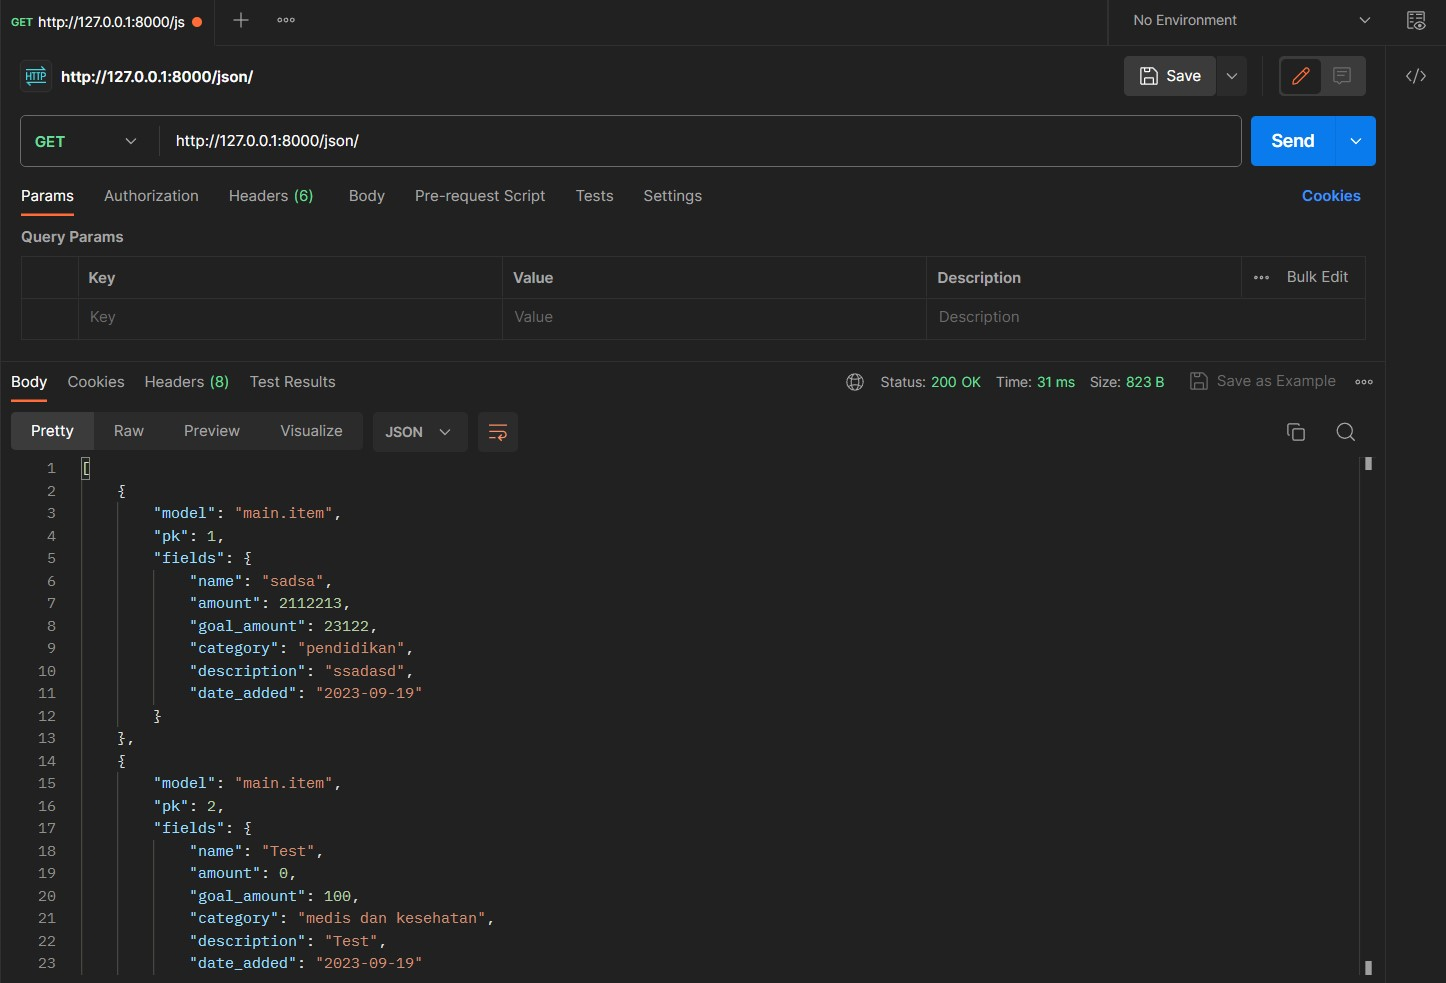 GET http://127.0.0.1:8000/js
No Environment
HTTP http://127.0.0.1:8000/json/
Save
GET http://127.0.0.1:8000/json/ Send
Params Authorization Headers (6) Body Pre-request Script Tests Settings Cookies
Query Params
Key Value Description Bulk Edit
Key Value Description
Body Cookies Headers (8) Test Results Status: 200 OK Time: 31 ms Size: 823 B Save as Example
Pretty Raw Preview Visualize JSON
1 [
2 {
3 "model": "main.item",
4 "pk": 1,
5 "fields": {
6 "name": "sadsa",
7 "amount": 2112213,
8 "goal_amount": 23122,
9 "category": "pendidikan",
10 "description": "ssadasd",
11 "date_added": "2023-09-19"
12 }
13 },
14 {
15 "model": "main.item",
16 "pk": 2,
17 "fields": {
18 "name": "Test",
19 "amount": 0,
20 "goal_amount": 100,
21 "category": "medis dan kesehatan",
22 "description": "Test",
23 "date_added": "2023-09-19"